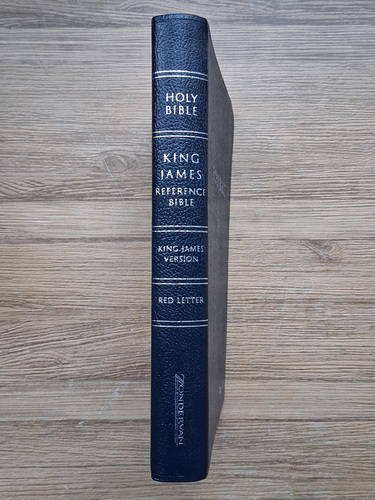 HOLY
BIBLE
KING
JAMES
REFERENCE
BIBLE
KING JAMES
VERSION
RED LETTER
ZONDERVAN